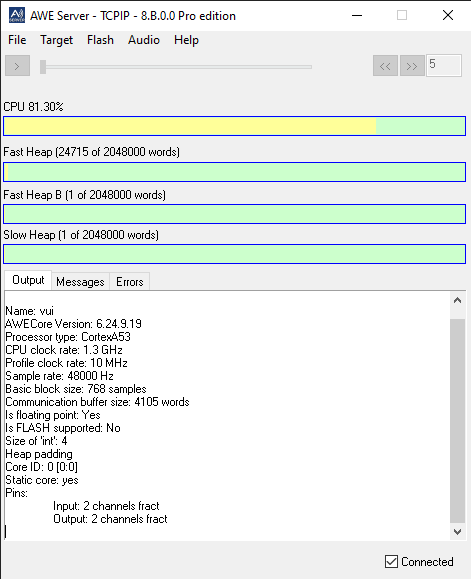 AWE Server - TCPIP - 8.B.0.0 Pro edition
File Target Flash Audio Help
> << >> 5
CPU 81.30%
Fast Heap (24715 of 2048000 words)
Fast Heap B (1 of 2048000 words)
Slow Heap (1 of 2048000 words)
Output Messages Errors
Name: vui
AWECore Version: 6.24.9.19
Processor type: CortexA53
CPU clock rate: 1.3 GHz
Profile clock rate: 10 MHz
Sample rate: 48000 Hz
Basic block size: 768 samples
Communication buffer size: 4105 words
Is floating point: Yes
Is FLASH supported: No
Size of 'int': 4
Heap padding
Core ID: 0 [0:0]
Static core: yes
Pins:
Input: 2 channels fract
Output: 2 channels fract
Connected